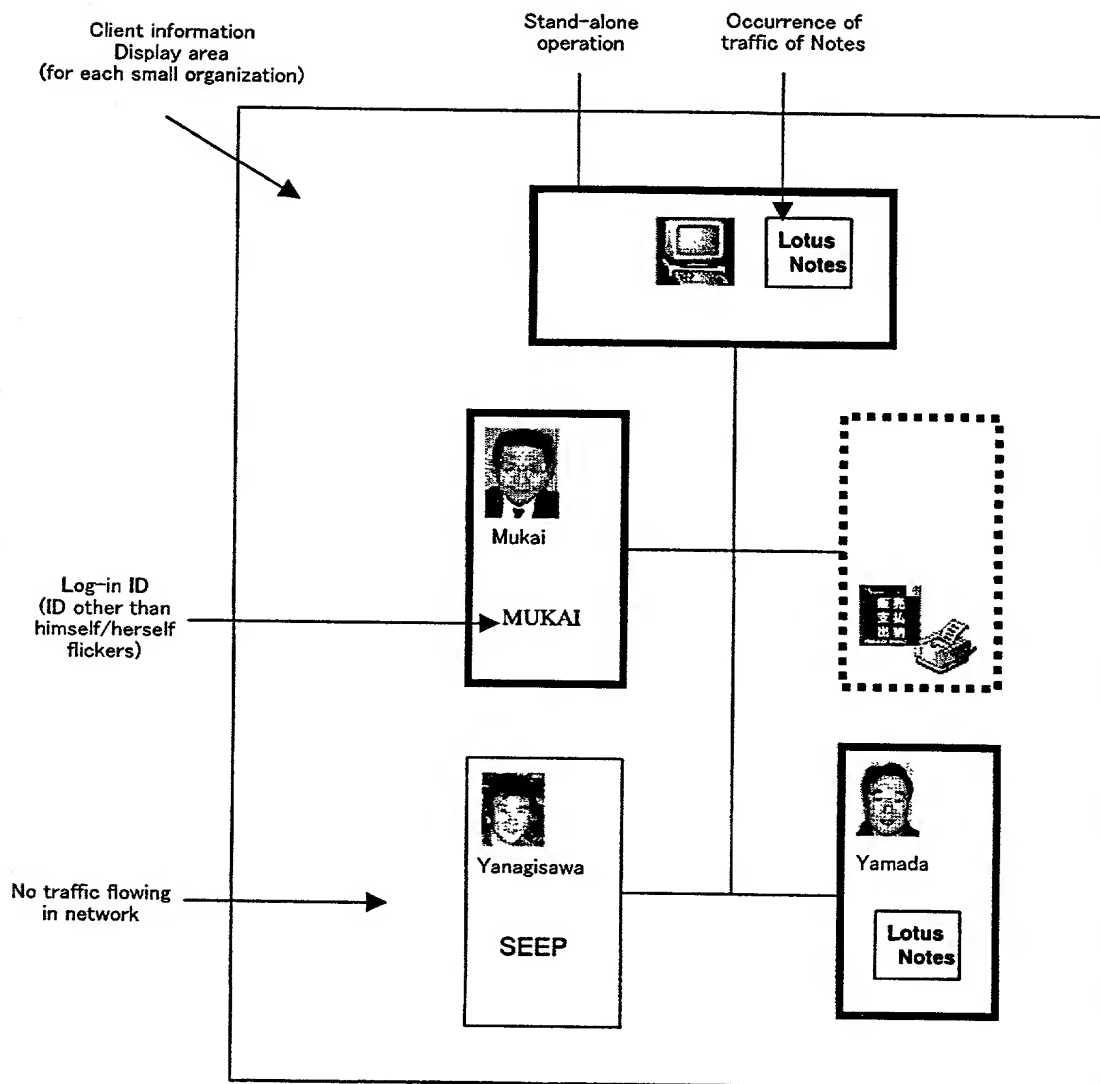 Client information
Display area
(for each small organization)
Stand-alone
operation
Occurrence of
traffic of Notes
Lotus
Notes
Mukai
MUKAI
Log-in ID
(ID other than
himself/herself
flickers)
Yanagisawa
SEEP
Yamada
Lotus
Notes
No traffic flowing
in network